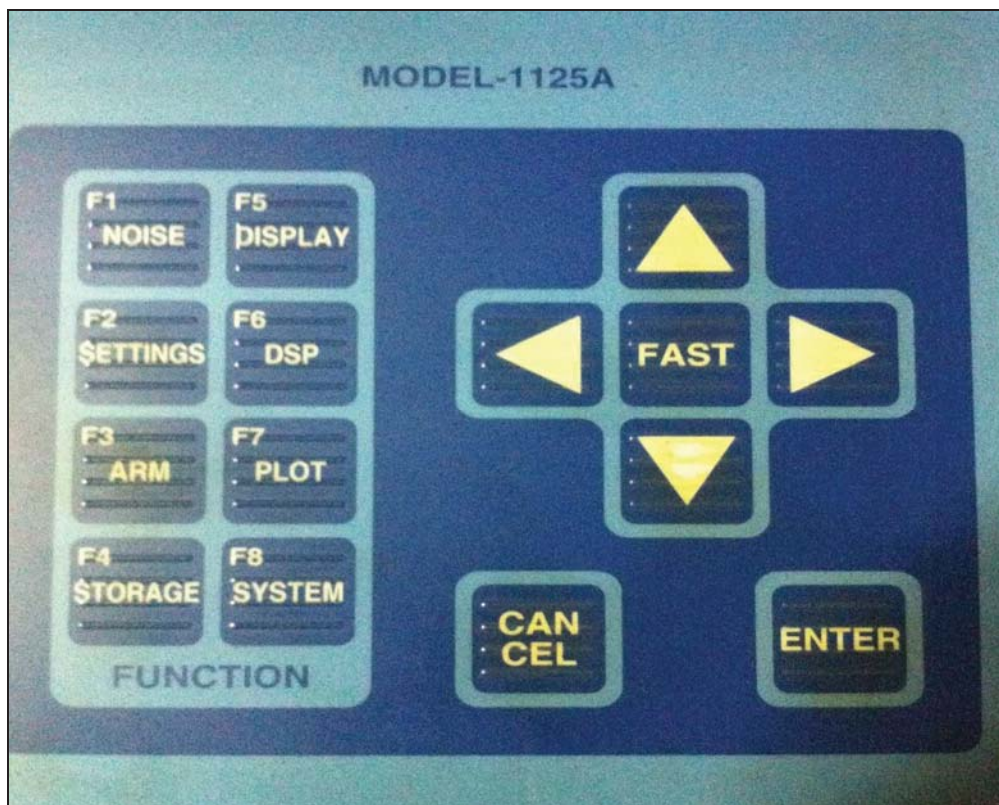 MODEL-1125A
F1
NOISE
F5
DISPLAY
F2
SETTINGS
F6
DSP
FAST
F3
ARM
F7
PLOT
F4
STORAGE
F8
SYSTEM
FUNCTION
CAN
CEL
ENTER